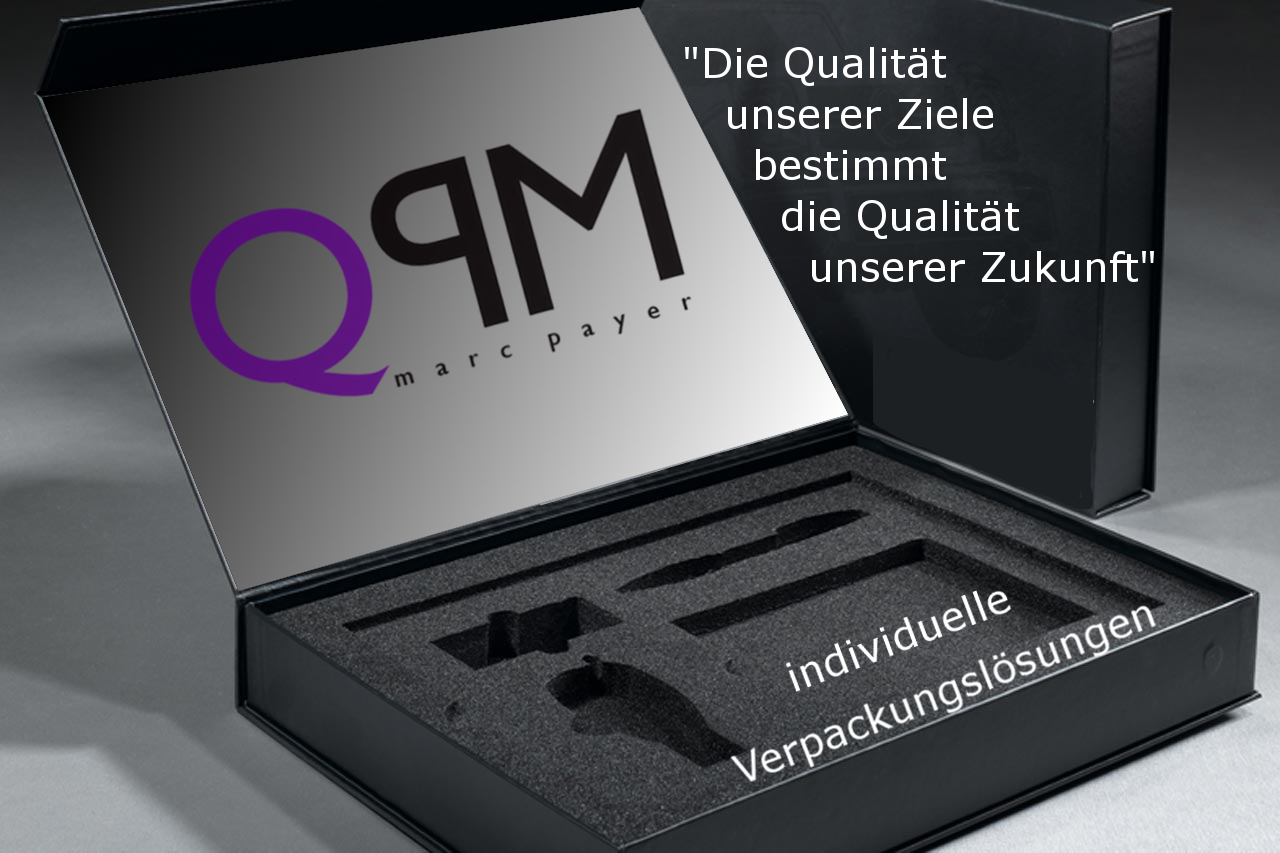 QPM
marc payer
"Die Qualität
unserer Ziele
bestimmt
die Qualität
unserer Zukunft"
individuelle
Verpackungslösungen